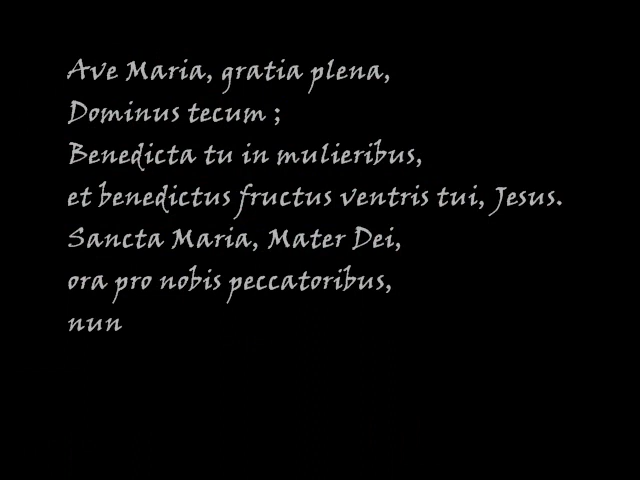 Ave Maria, gratia plena,
Dominus tecum ;
Benedicta tu in mulieribus,
et benedictus fructus ventris tui, Jesus.
Sancta Maria, Mater Dei,
ora pro nobis peccatoribus,
nun